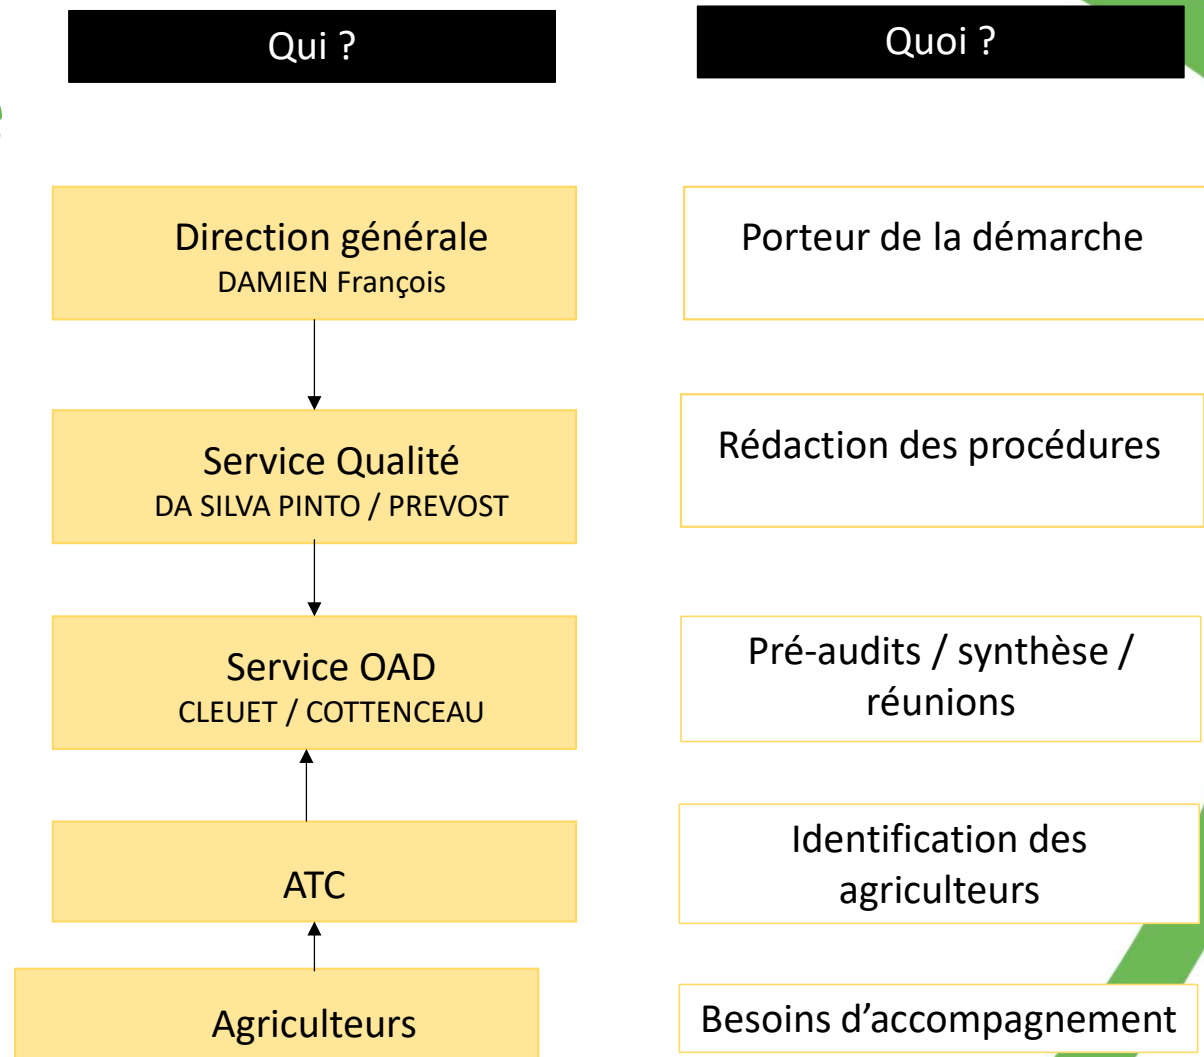 Qui ?
Quoi ?
Direction générale
DAMIEN François
Porteur de la démarche
Service Qualité
DA SILVA PINTO / PREVOST
Rédaction des procédures
Service OAD
CLEUET / COTTENCEAU
Pré-audits / synthèse /
réunions
ATC
Identification des
agriculteurs
Agriculteurs
Besoins d’accompagnement